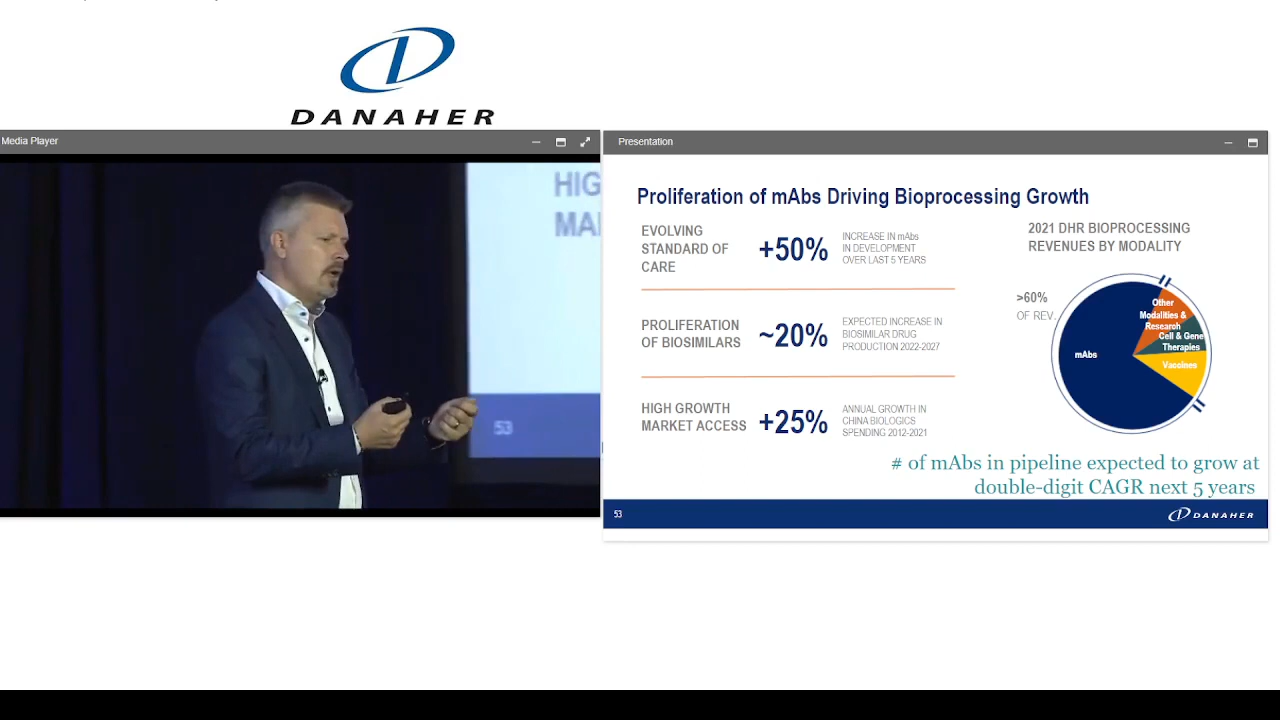 DANAHER
Media Player
HIG
MA
53
Presentation
Proliferation of mAbs Driving Bioprocessing Growth
EVOLVING
STANDARD OF
CARE
+50%
INCREASE IN mAbs
IN DEVELOPMENT
OVER LAST 5 YEARS
PROLIFERATION
OF BIOSIMILARS
~20%
EXPECTED INCREASE IN
BIOSIMILAR DRUG
PRODUCTION 2022-2027
HIGH GROWTH
MARKET ACCESS
+25%
ANNUAL GROWTH IN
CHINA BIOLOGICS
SPENDING 2012-2021
2021 DHR BIOPROCESSING
REVENUES BY MODALITY
>60%
OF REV.
mAbs
Other
Modalities &
Research
Cell & Gene
Therapies
Vaccines
# of mAbs in pipeline expected to grow at
double-digit CAGR next 5 years
53
DANAHER